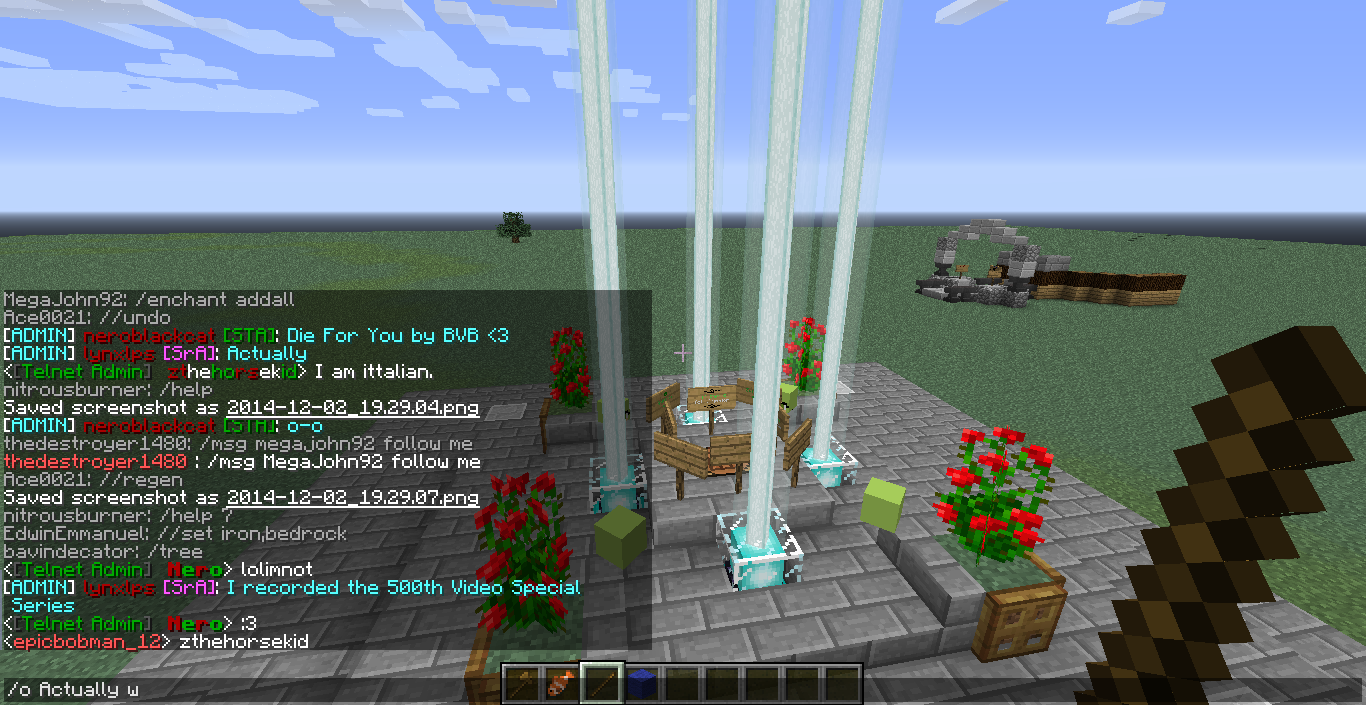 MegaJohn92: /enchant addall
Ace0021: //undo
[ADMIN] neroblackcat [STA]: Die For You by BVB <3
[ADMIN] lynxlps [SrA]: Actually
<[Telnet Admin] zthehorsekid> I am ittalian.
nitrousburner: /help
Saved screenshot as 2014-12-02_19.29.04.png
[ADMIN] neroblackcat [STA]: o-o
thedestroyer1480: /msg mega,john92 follow me
thedestroyer1480 : /msg MegaJohn92 follow me
Ace0021: //regen
Saved screenshot as 2014-12-02_19.29.07.png
nitrousburner: /help 7
EdwinEmmanuel: //set iron,bedrock
bavindecator: /tree
<[Telnet Admin] Nero> lolimnot
[ADMIN] lynxlps [SrA]: I recorded the 500th Video Special
Series
<[Telnet Admin] Nero> :3
<epicbobman_12> zthehorsekid
/o Actually w